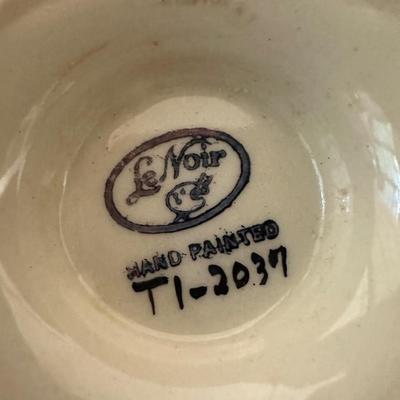 Le Noir
HAND PAINTED
T1-2037